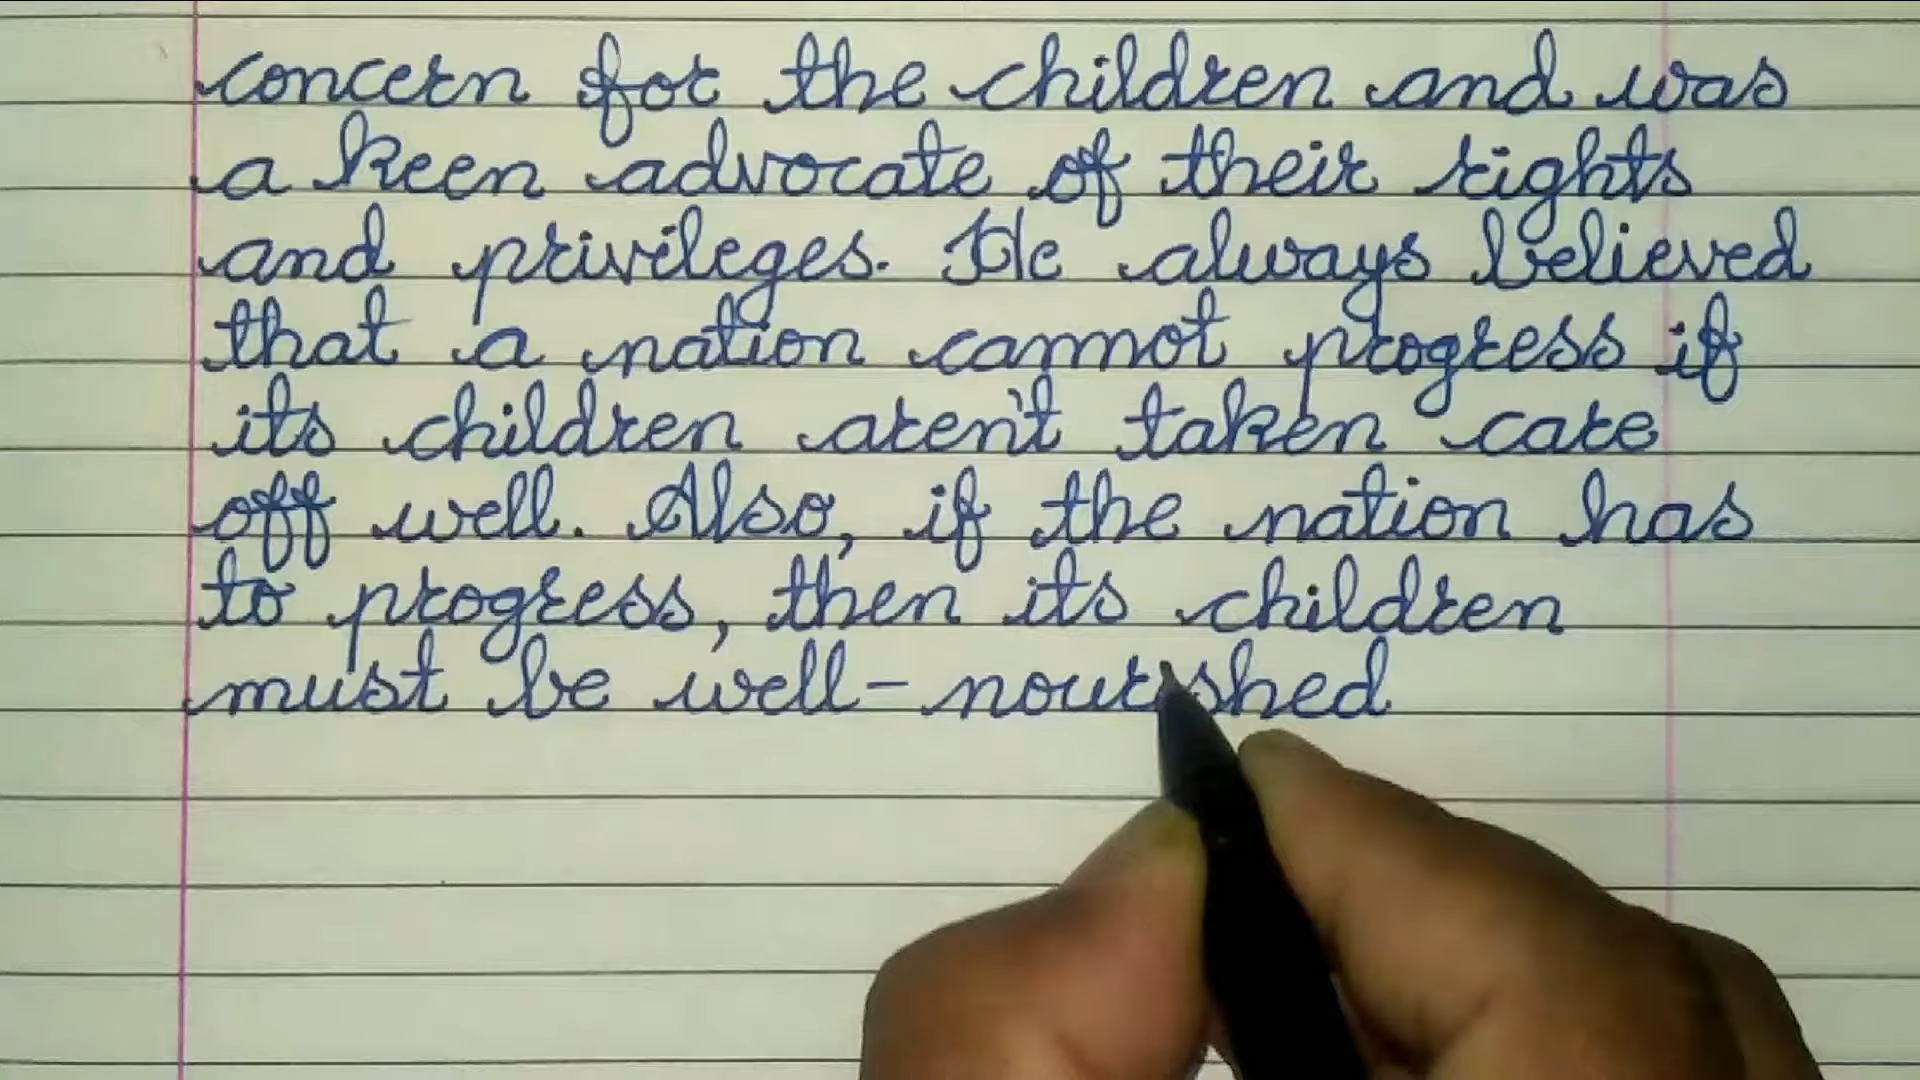 concern for the children and was
a keen advocate of their rights
and privileges. He always believed
that a nation cannot progress if
its children aren't taken care
off well. Also, if the nation has
to progress, then its children
must be well-nourished